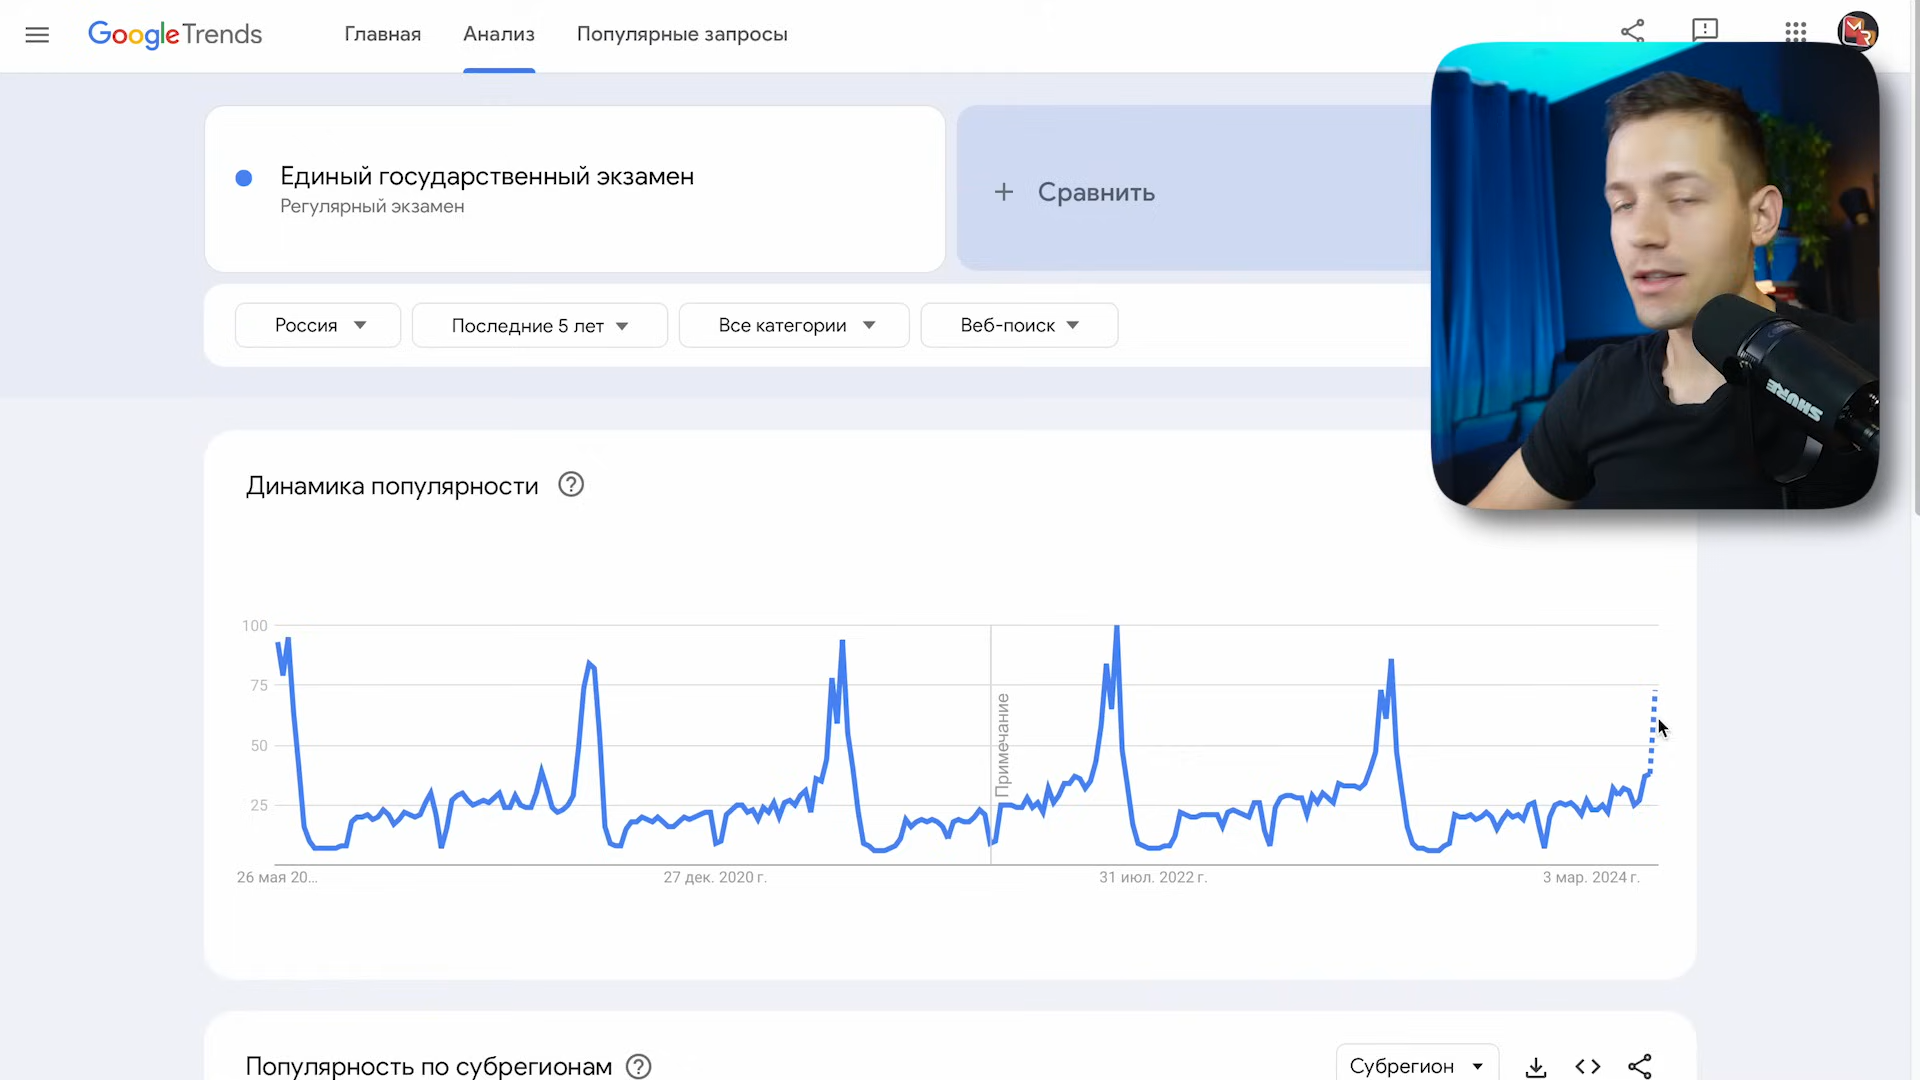 Google Trends
Главная
Анализ
Популярные запросы
Единый государственный экзамен
Регулярный экзамен
+ Сравнить
Россия
Последние 5 лет
Все категории
Веб-поиск
SHURE
Динамика популярности
?
100
75
50
25
Примечание
26 мая 20...
27 дек. 2020 г.
31 июл. 2022 г.
3 мар. 2024 г.
Популярность по субрегионам
?
Субрегион